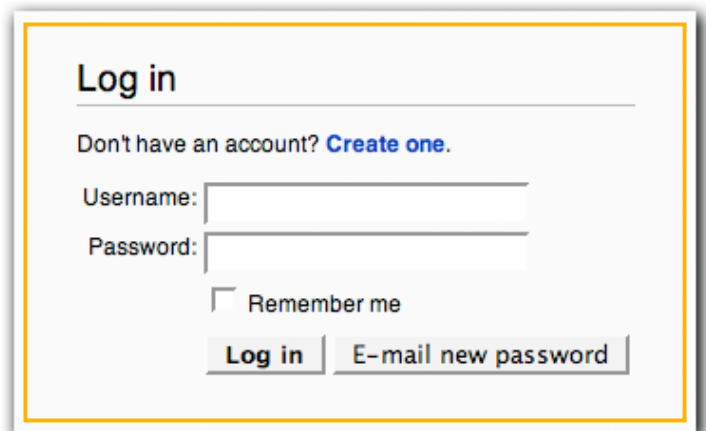 Log in
Don't have an account? Create one.
Username:
Password:
Remember me
Log in E-mail new password